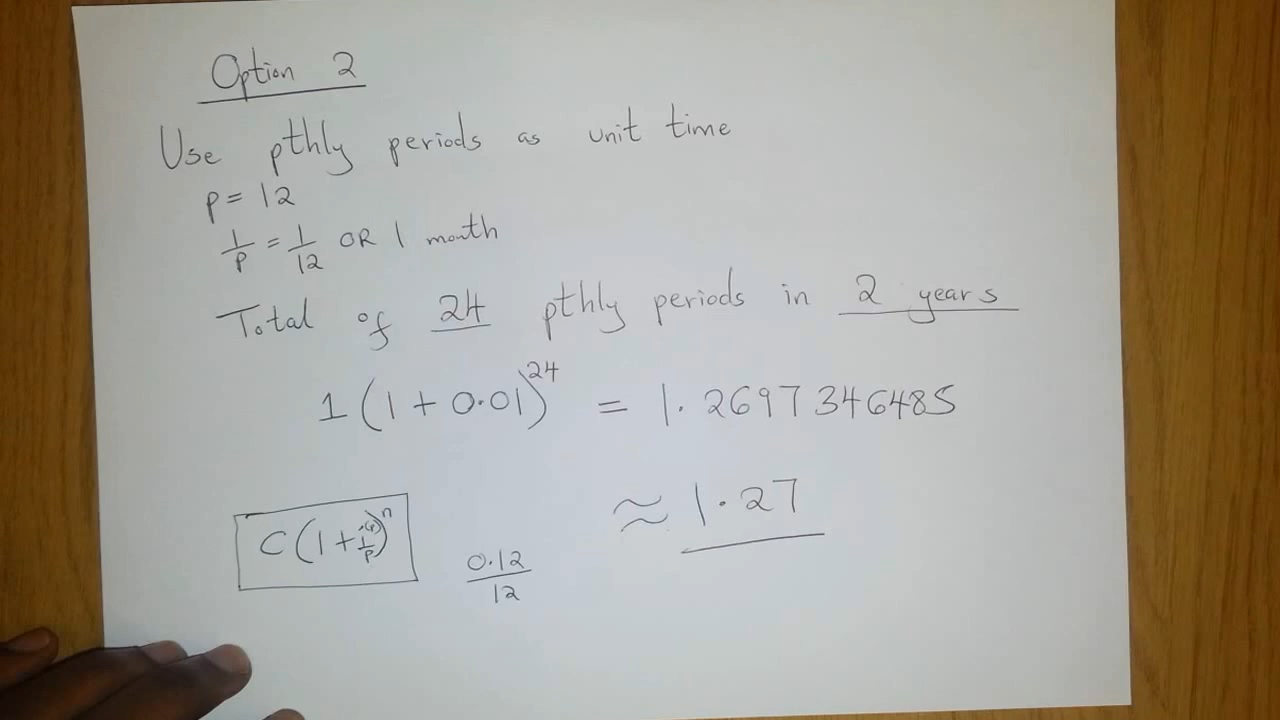 Option 2
Use pthly periods as unit time
p = 12
1/p = 1/12 OR 1 month
Total of 24 pthly periods in 2 years
1(1 + 0.01)^24 = 1.2697346485
≈ 1.27
C(1 + i^(p)/p)^n
0.12/12